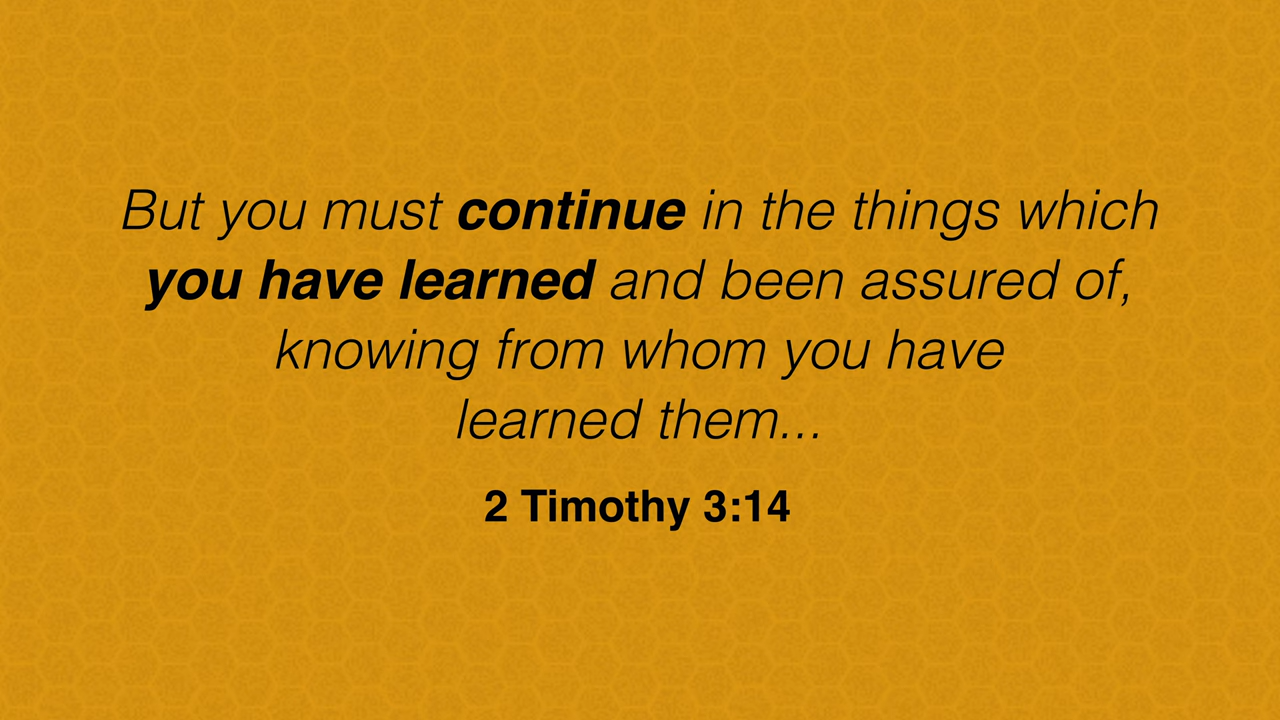 But you must continue in the things which
you have learned and been assured of,
knowing from whom you have
learned them...
2 Timothy 3:14